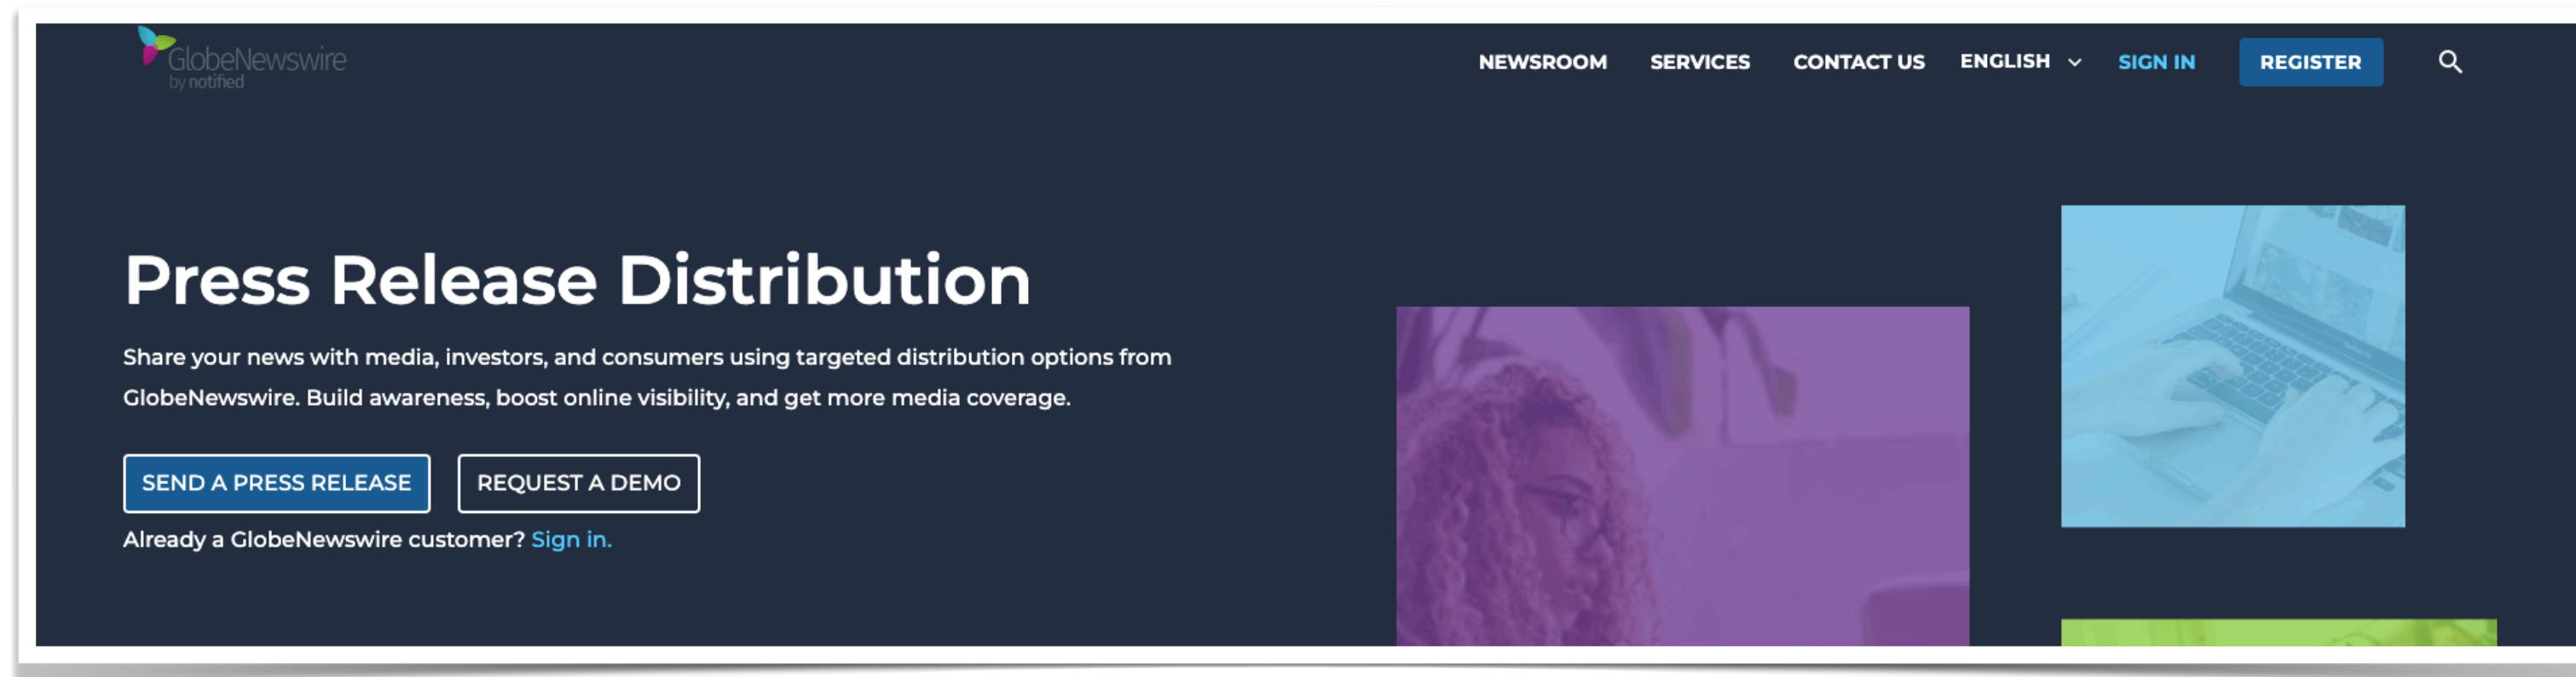 GlobeNewswire
by notified
NEWSROOM SERVICES CONTACT US ENGLISH SIGN IN REGISTER
Press Release Distribution
Share your news with media, investors, and consumers using targeted distribution options from
GlobeNewswire. Build awareness, boost online visibility, and get more media coverage.
SEND A PRESS RELEASE REQUEST A DEMO
Already a GlobeNewswire customer? Sign in.